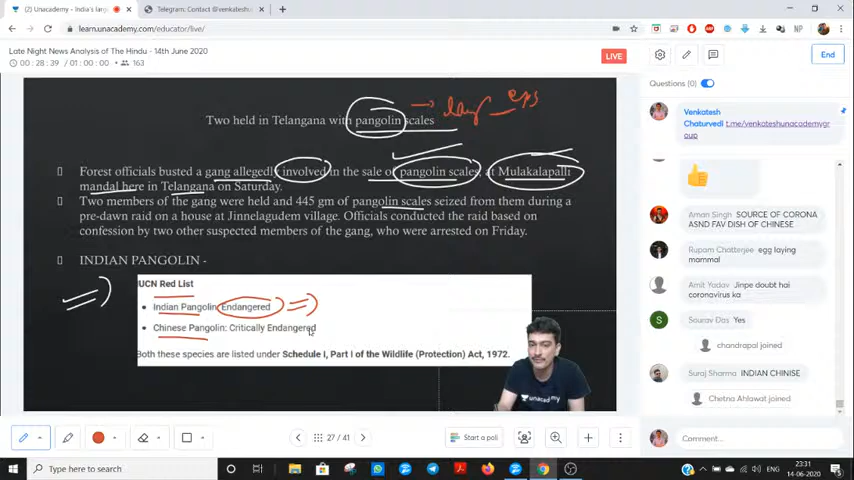 (2) Unacademy - India's larg
Telegram: Contact @venkateshun
learn.unacademy.com/educator/live/
NP
Late Night News Anaylsis of The Hindu - 14th June 2020
00 : 28 : 39 / 01 : 00 : 00 • 163
LIVE
End
Two held in Telangana with pangolin scales
Forest officials busted a gang allegedly involved in the sale of pangolin scales, at Mulakalapalli
mandal here in Telangana on Saturday.
Two members of the gang were held and 445 gm of pangolin scales seized from them during a
pre-dawn raid on a house at Jinnelagudem village. Officials conducted the raid based on
confession by two other suspected members of the gang, who were arrested on Friday.
INDIAN PANGOLIN -
UCN Red List
Indian Pangolin: Endangered
Chinese Pangolin: Critically Endangered
Both these species are listed under Schedule I, Part I of the Wildlife (Protection) Act, 1972.
unacademy
27 / 41
Start a poll
Questions (0)
Venkatesh
Chaturvedi t.me/venkateshunacademygr
oup
Aman Singh SOURCE OF CORONA
ASND FAV DISH OF CHINESE
Rupam Chatterjee egg laying
mammal
Amit Yadav Jinpe doubt hai
coronavirus ka
S
Sourav Das Yes
chandrapal joined
Suraj Sharma INDIAN CHINISE
Chetna Ahlawat joined
Comment...
Type here to search
ENG
23:31
14-06-2020